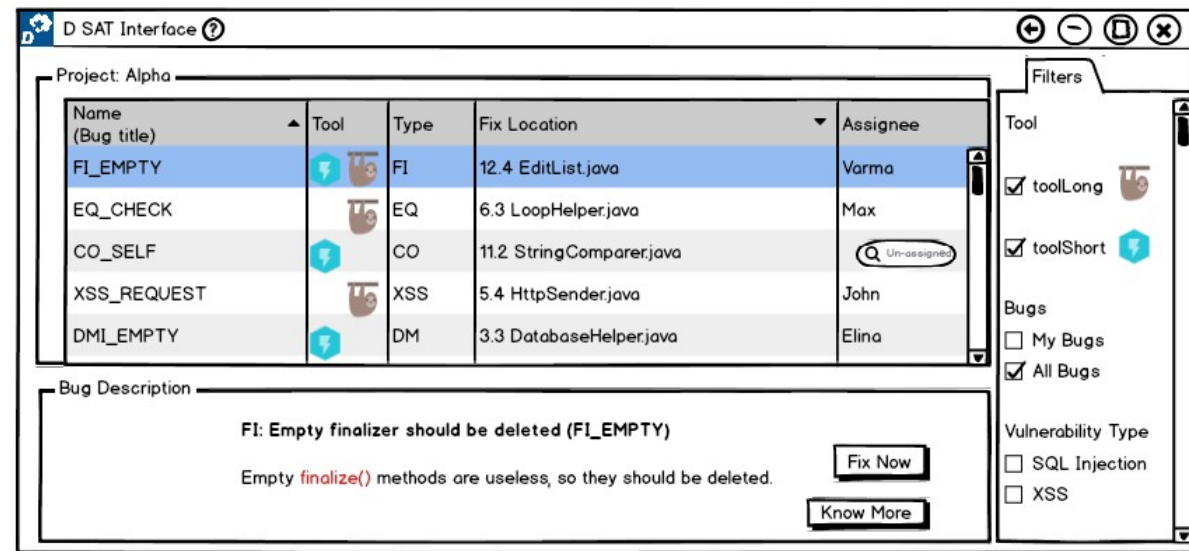 D SAT Interface ?
Project: Alpha
Filters
Name
(Bug title)
Tool
Type
Fix Location
Assignee
FI_EMPTY FI 12.4 EditList.java Varma
EQ_CHECK EQ 6.3 LoopHelper.java Max
CO_SELF CO 11.2 StringComparer.java Un-assigned
XSS_REQUEST XSS 5.4 HttpSender.java John
DMI_EMPTY DM 3.3 DatabaseHelper.java Elina
Bug Description
FI: Empty finalizer should be deleted (FI_EMPTY)
Empty finalize() methods are useless, so they should be deleted.
Fix Now
Know More
Tool
toolLong
toolShort
Bugs
My Bugs
All Bugs
Vulnerability Type
SQL Injection
XSS